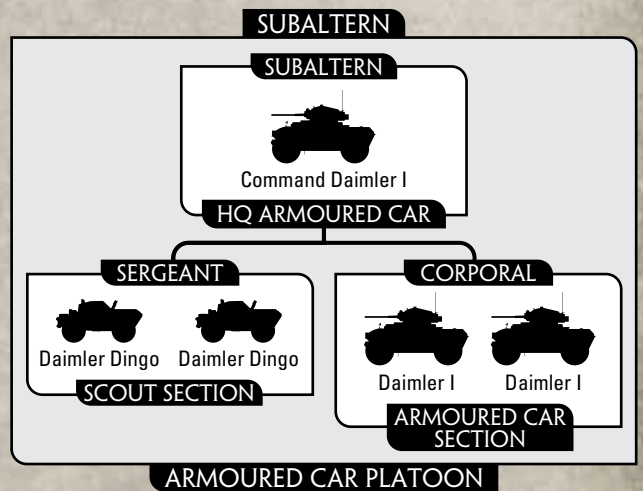 SUBALTERN
SUBALTERN
Command Daimler I
HQ ARMOURED CAR
SERGEANT
Daimler Dingo Daimler Dingo
SCOUT SECTION
CORPORAL
Daimler I Daimler I
ARMOURED CAR
SECTION
ARMOURED CAR PLATOON